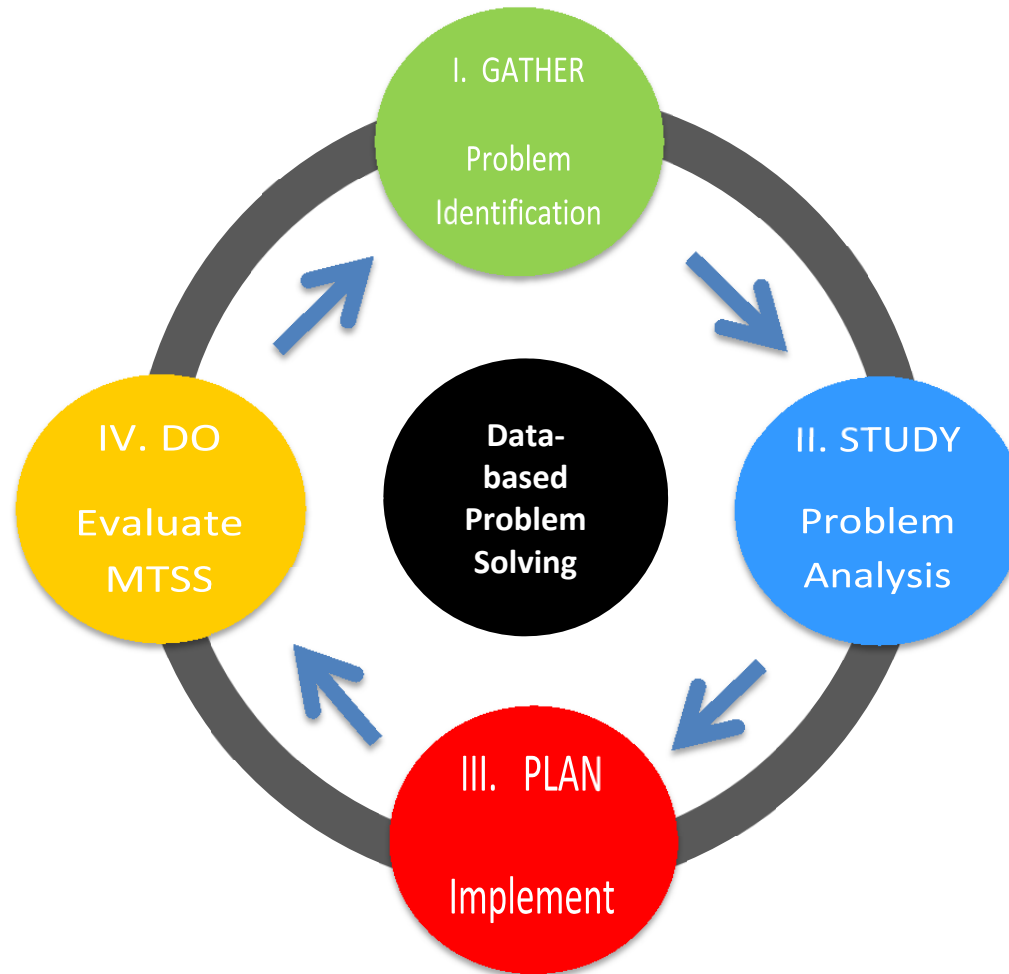 I. GATHER
Problem
Identification
II. STUDY
Problem
Analysis
III. PLAN
Implement
IV. DO
Evaluate
MTSS
Data-
based
Problem
Solving